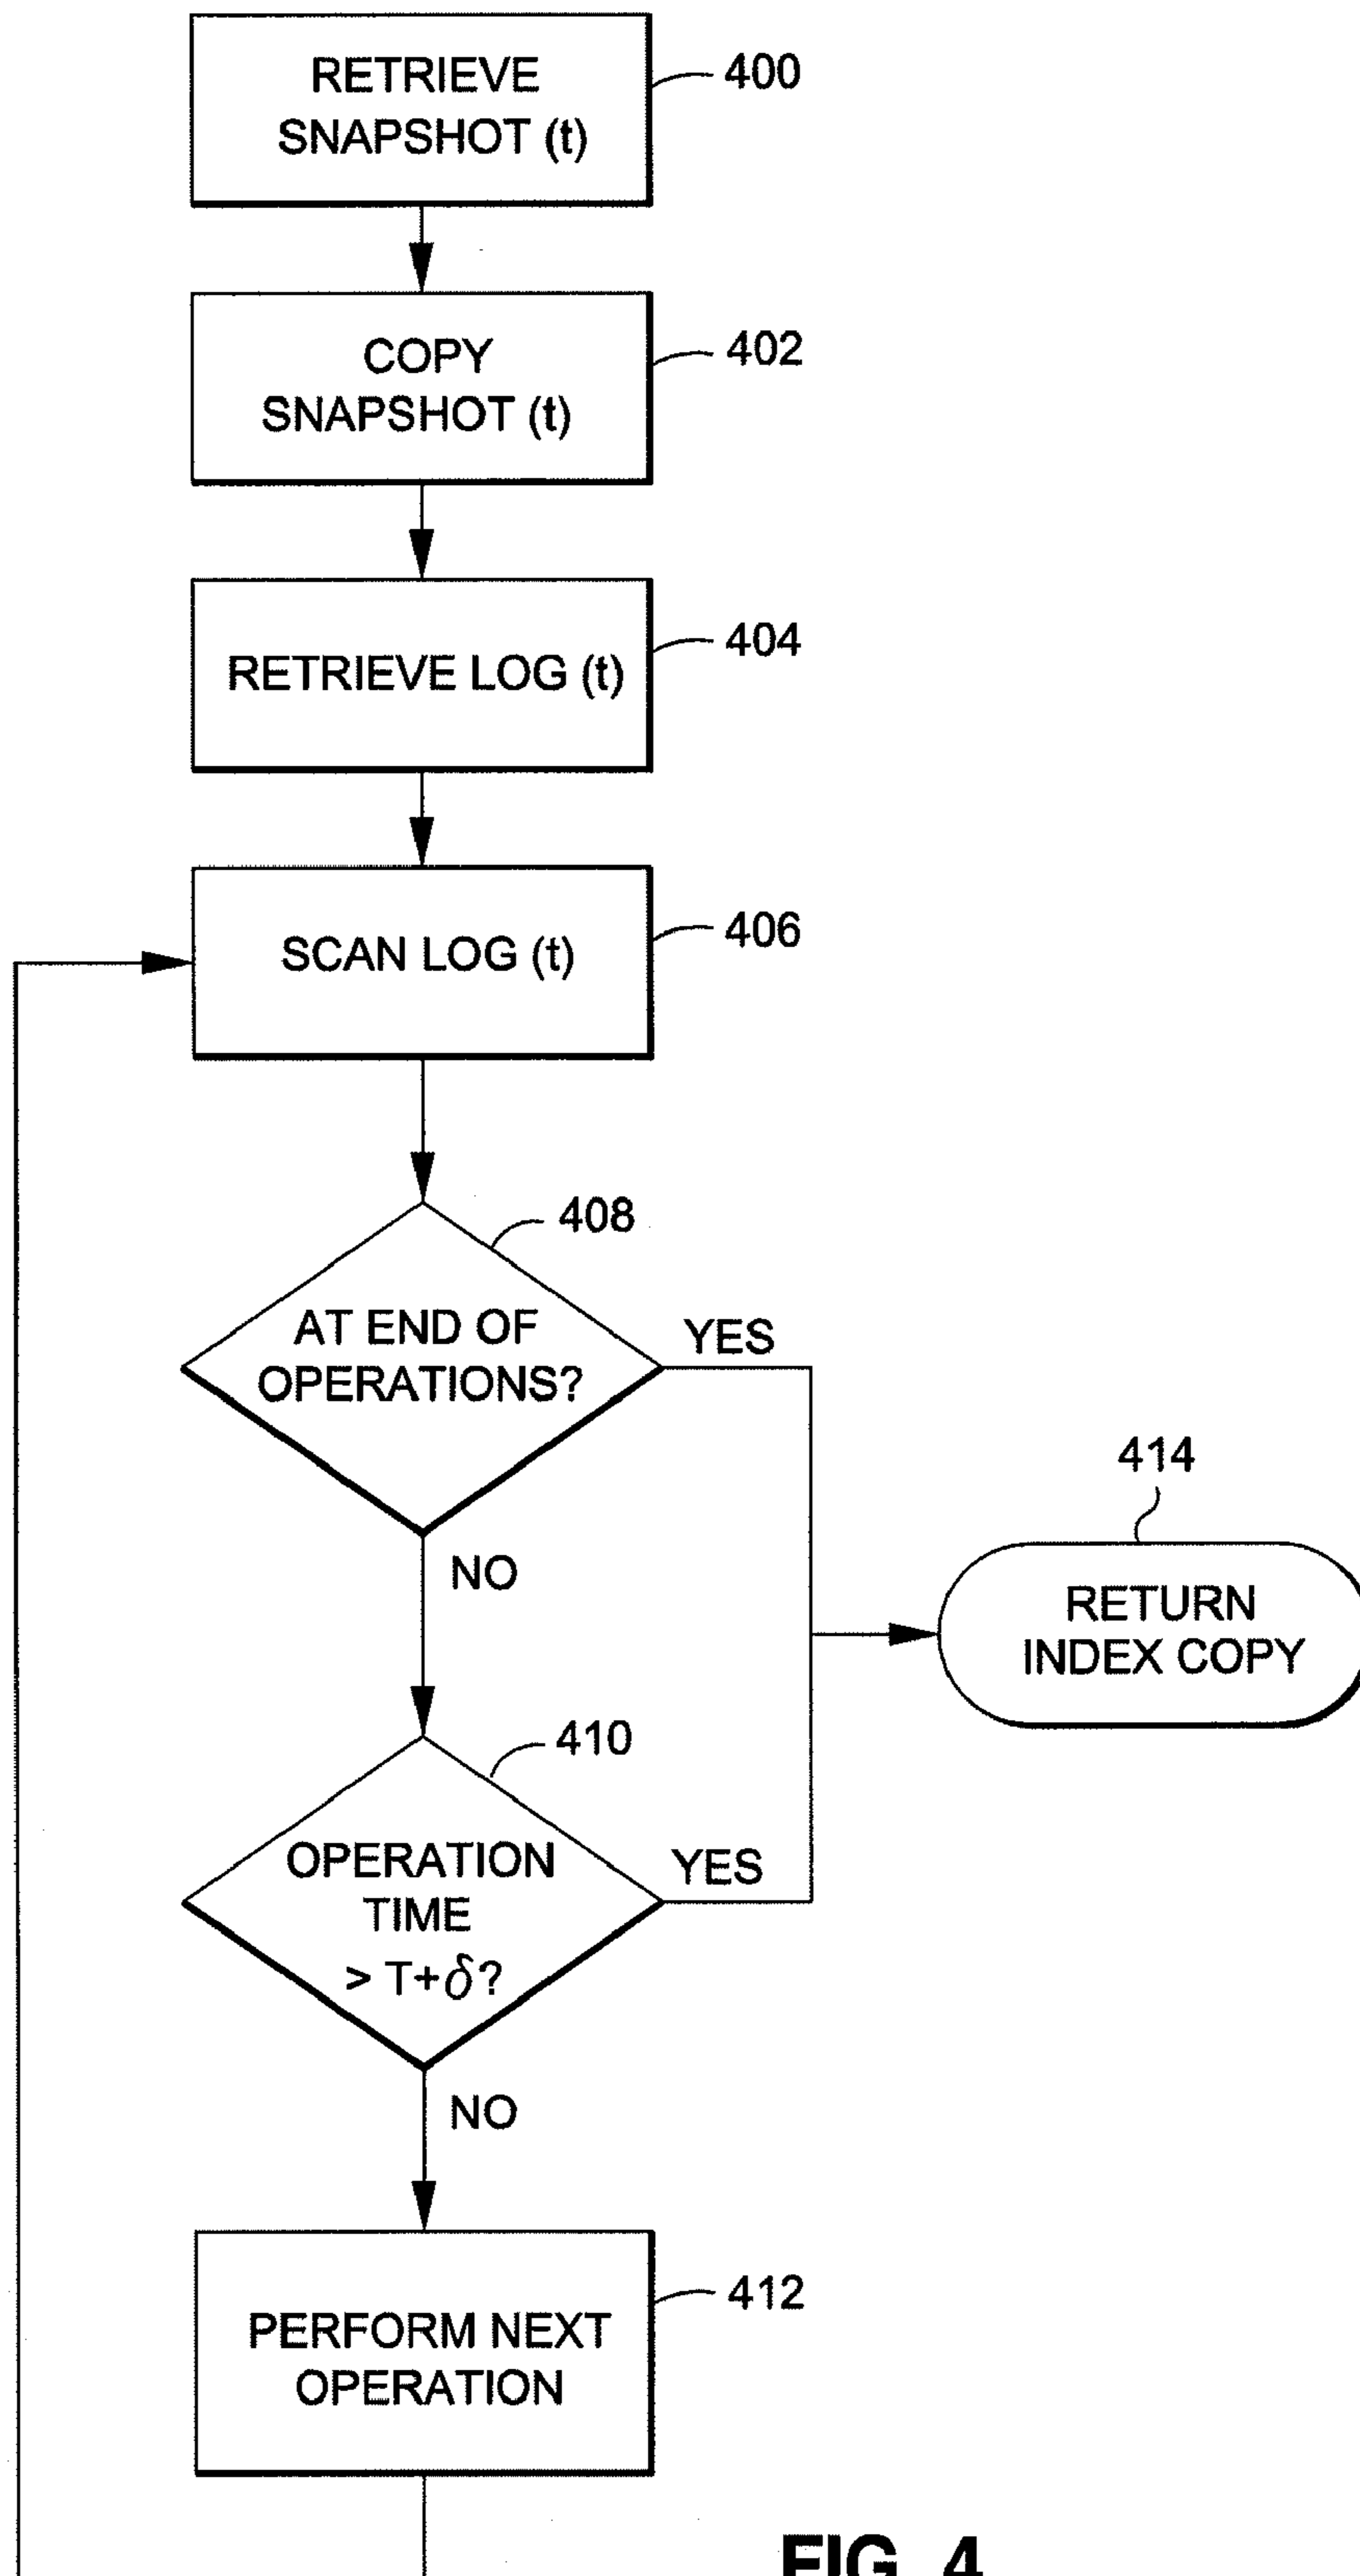 RETRIEVE
SNAPSHOT (t)
400
COPY
SNAPSHOT (t)
402
RETRIEVE LOG (t)
404
SCAN LOG (t)
406
408
AT END OF
OPERATIONS?
YES
NO
414
RETURN
INDEX COPY
410
OPERATION
TIME
> T+δ?
YES
NO
PERFORM NEXT
OPERATION
412
FIG. 4